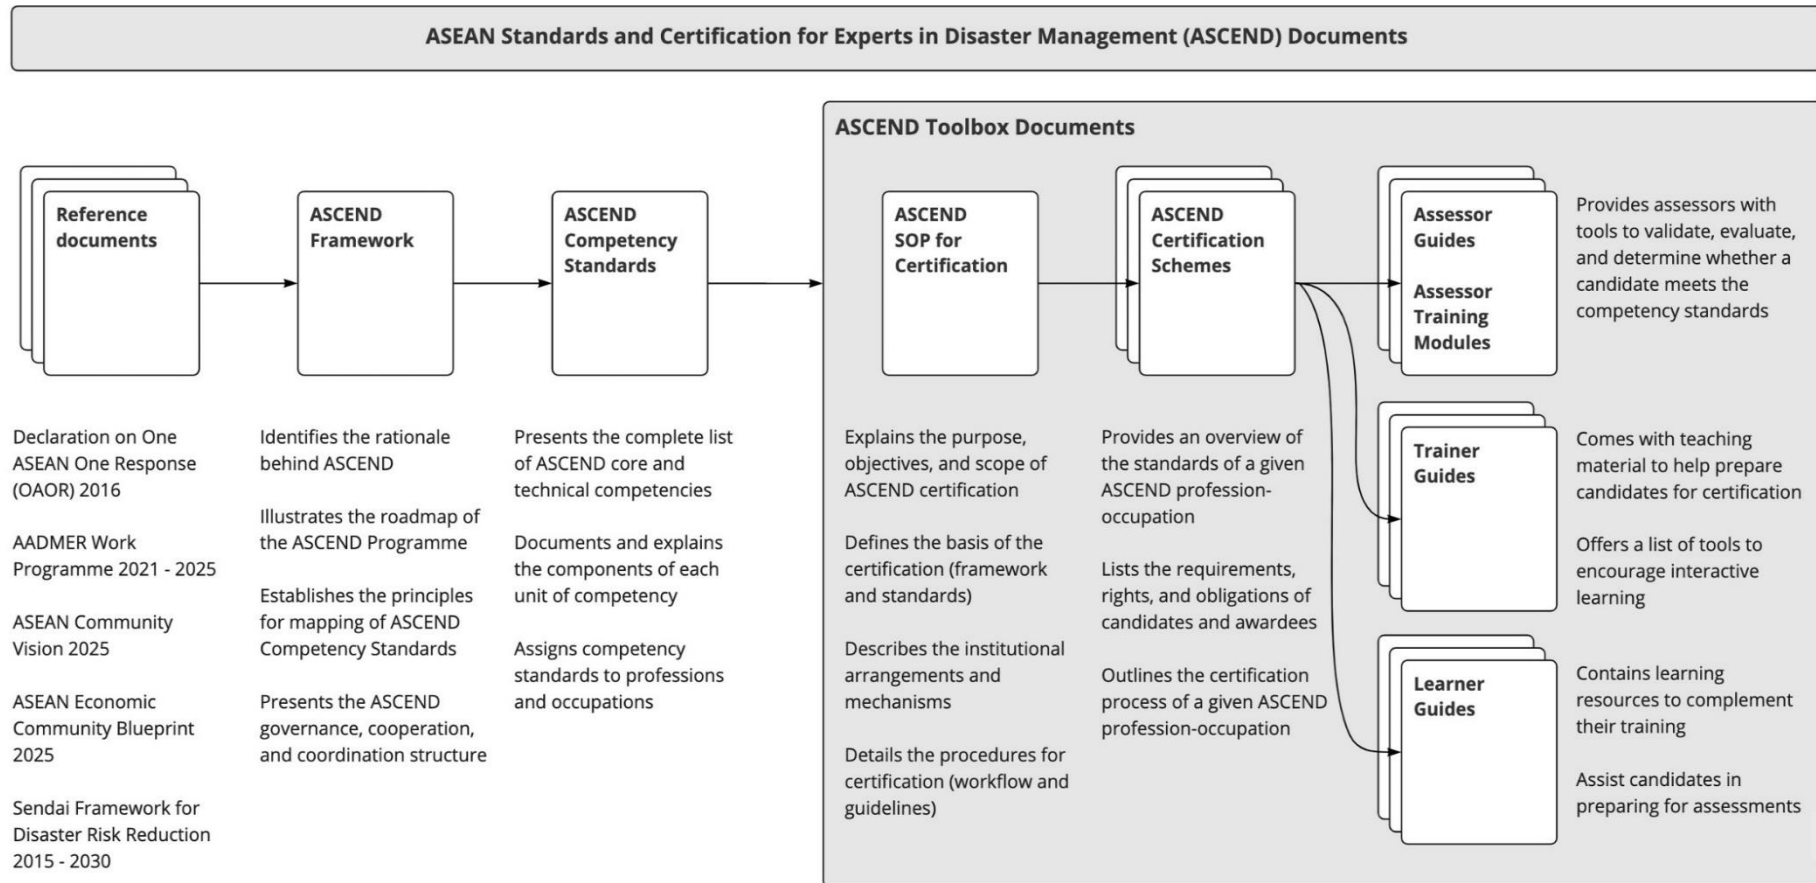 ASEAN Standards and Certification for Experts in Disaster Management (ASCEND) Documents
ASCEND Toolbox Documents
Reference
documents
ASCEND
Framework
ASCEND
Competency
Standards
ASCEND
SOP for
Certification
ASCEND
Certification
Schemes
Assessor
Guides
Assessor
Training
Modules
Provides assessors with
tools to validate, evaluate,
and determine whether a
candidate meets the
competency standards
Declaration on One
ASEAN One Response
(OAOR) 2016
AADMER Work
Programme 2021 - 2025
ASEAN Community
Vision 2025
ASEAN Economic
Community Blueprint
2025
Sendai Framework for
Disaster Risk Reduction
2015 - 2030
Identifies the rationale
behind ASCEND
Illustrates the roadmap of
the ASCEND Programme
Establishes the principles
for mapping of ASCEND
Competency Standards
Presents the ASCEND
governance, cooperation,
and coordination structure
Presents the complete list
of ASCEND core and
technical competencies
Documents and explains
the components of each
unit of competency
Assigns competency
standards to professions
and occupations
Explains the purpose,
objectives, and scope of
ASCEND certification
Defines the basis of the
certification (framework
and standards)
Describes the institutional
arrangements and
mechanisms
Details the procedures for
certification (workflow and
guidelines)
Provides an overview of
the standards of a given
ASCEND profession-
occupation
Lists the requirements,
rights, and obligations of
candidates and awardees
Outlines the certification
process of a given ASCEND
profession-occupation
Trainer
Guides
Comes with teaching
material to help prepare
candidates for certification
Offers a list of tools to
encourage interactive
learning
Learner
Guides
Contains learning
resources to complement
their training
Assist candidates in
preparing for assessments